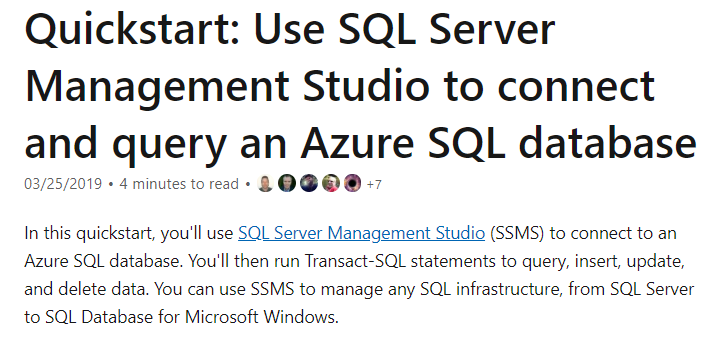 Quickstart: Use SQL Server
Management Studio to connect
and query an Azure SQL database
03/25/2019 • 4 minutes to read • +7
In this quickstart, you'll use SQL Server Management Studio (SSMS) to connect to an
Azure SQL database. You'll then run Transact-SQL statements to query, insert, update,
and delete data. You can use SSMS to manage any SQL infrastructure, from SQL Server
to SQL Database for Microsoft Windows.